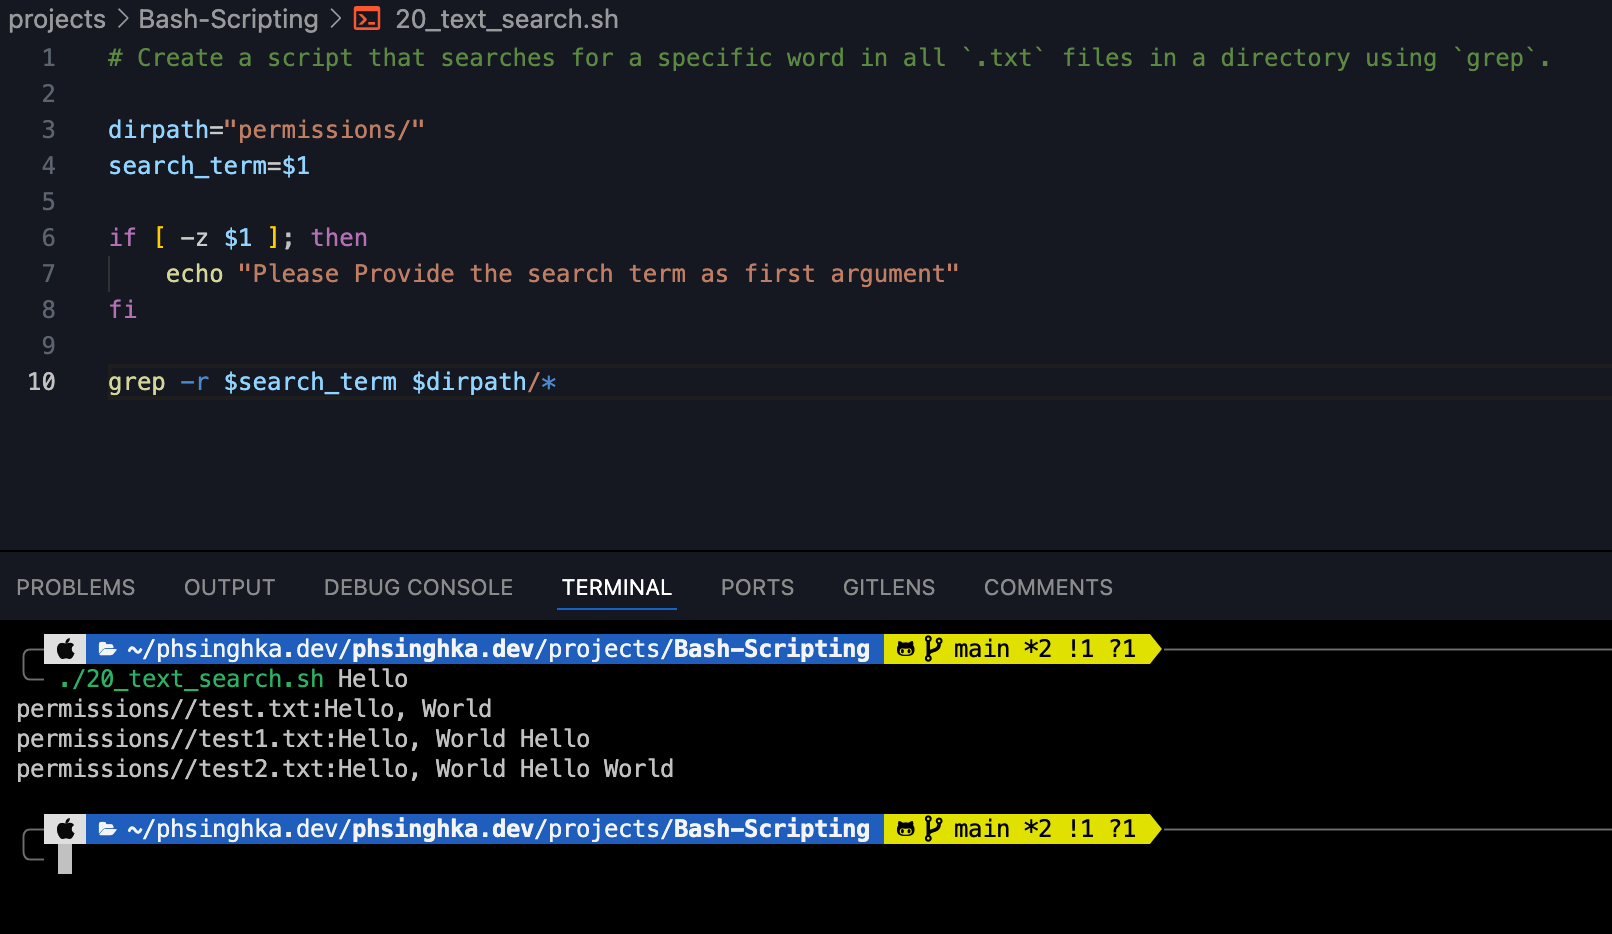 projects > Bash-Scripting > 20_text_search.sh
1 # Create a script that searches for a specific word in all `.txt` files in a directory using `grep`.
2
3 dirpath="permissions/"
4 search_term=$1
5
6 if [ -z $1 ]; then
7     echo "Please Provide the search term as first argument"
8 fi
9
10 grep -r $search_term $dirpath/*
PROBLEMS OUTPUT DEBUG CONSOLE TERMINAL PORTS GITLENS COMMENTS
~/phsinghka.dev/phsinghka.dev/projects/Bash-Scripting main *2 !1 ?1
./20_text_search.sh Hello
permissions//test.txt:Hello, World
permissions//test1.txt:Hello, World Hello
permissions//test2.txt:Hello, World Hello World
~/phsinghka.dev/phsinghka.dev/projects/Bash-Scripting main *2 !1 ?1